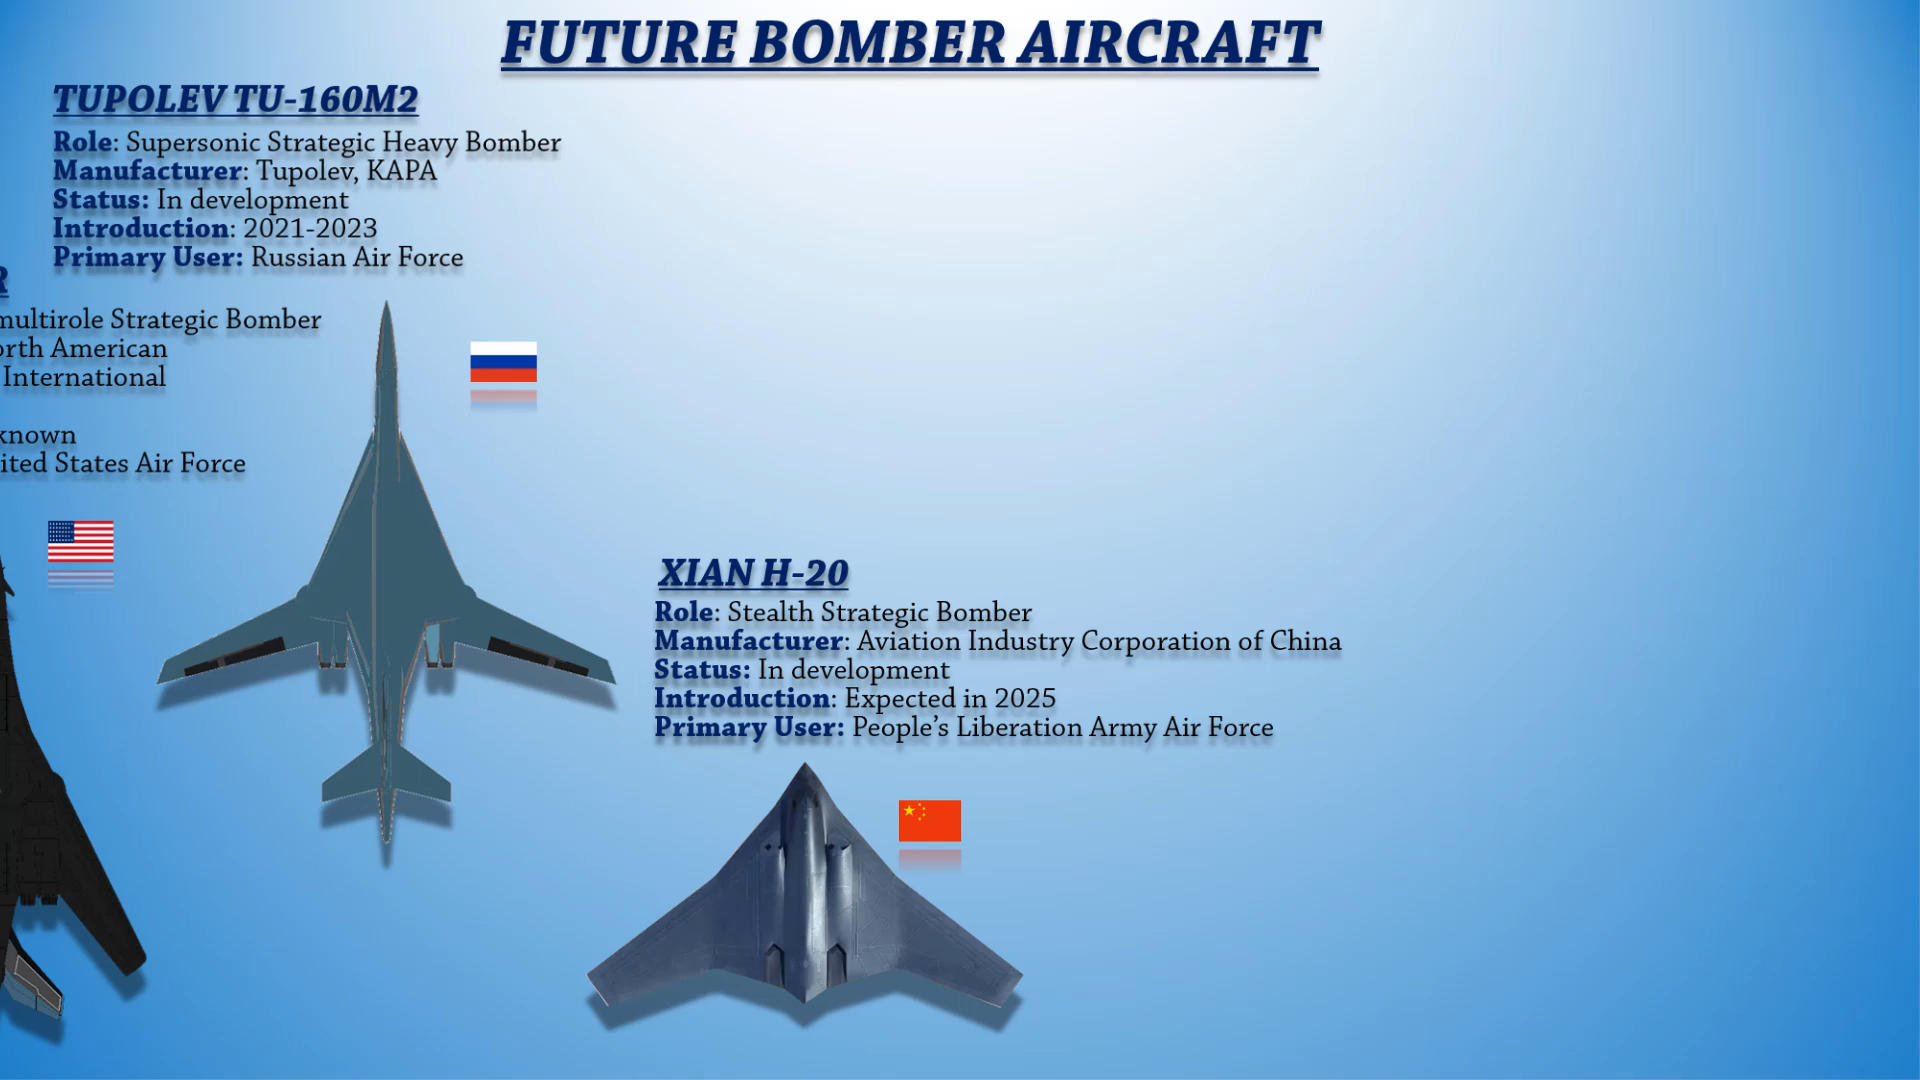 FUTURE BOMBER AIRCRAFT
TUPOLEV TU-160M2
Role: Supersonic Strategic Heavy Bomber
Manufacturer: Tupolev, KAPA
Status: In development
Introduction: 2021-2023
Primary User: Russian Air Force
R
multirole Strategic Bomber
orth American
International
known
ited States Air Force
XIAN H-20
Role: Stealth Strategic Bomber
Manufacturer: Aviation Industry Corporation of China
Status: In development
Introduction: Expected in 2025
Primary User: People’s Liberation Army Air Force